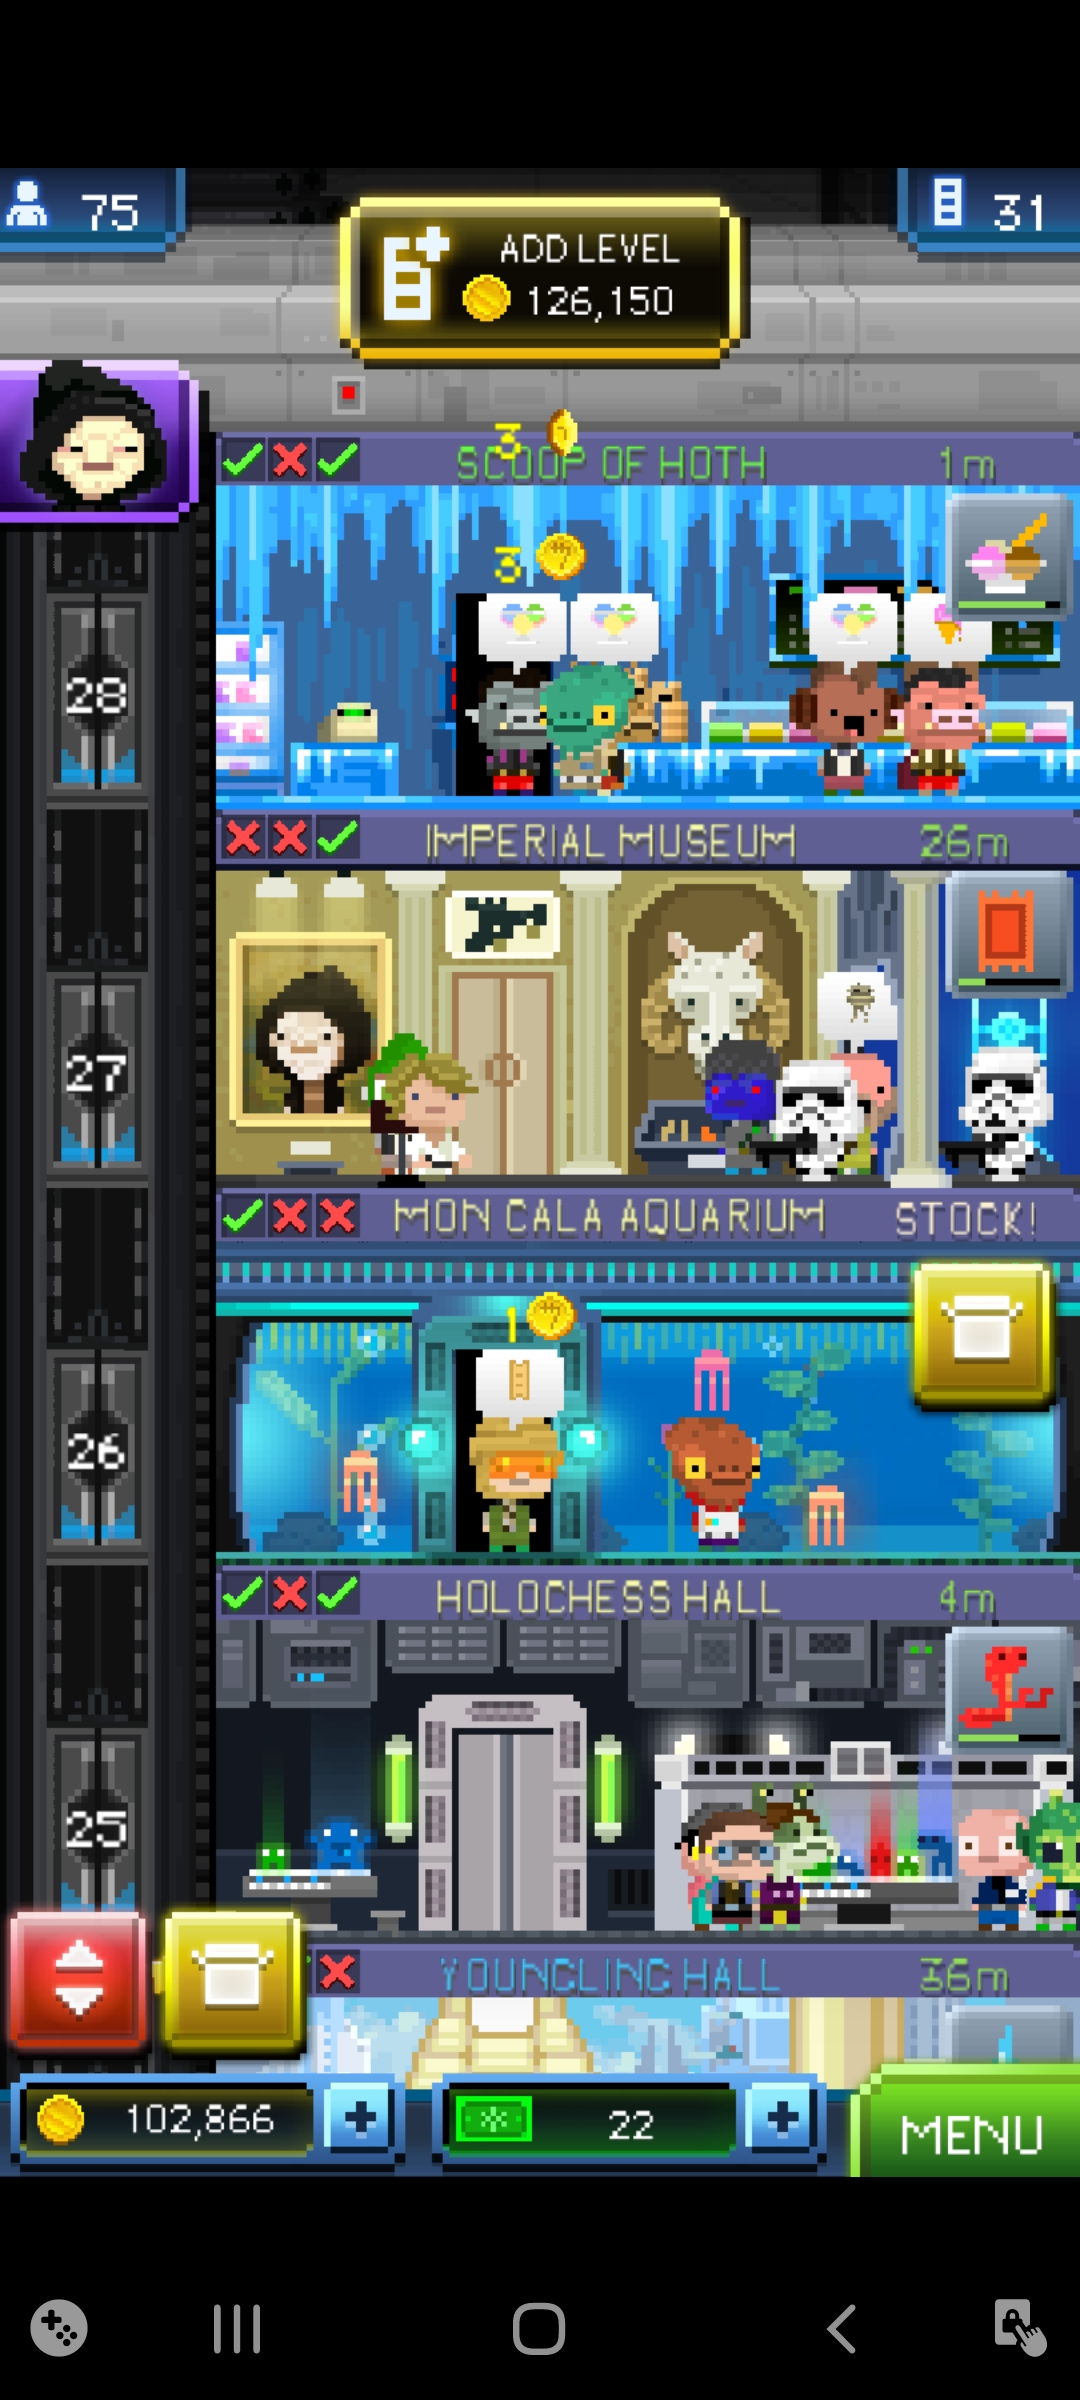 75
ADD LEVEL
126,150
31
3
SCOOP OF HOTH
1m
3
28
IMPERIAL MUSEUM
26m
27
MON CALA AQUARIUM
STOCK!
1
26
HOLOCHESS HALL
4m
25
YOUNGLING HALL
36m
102,866
22
MENU